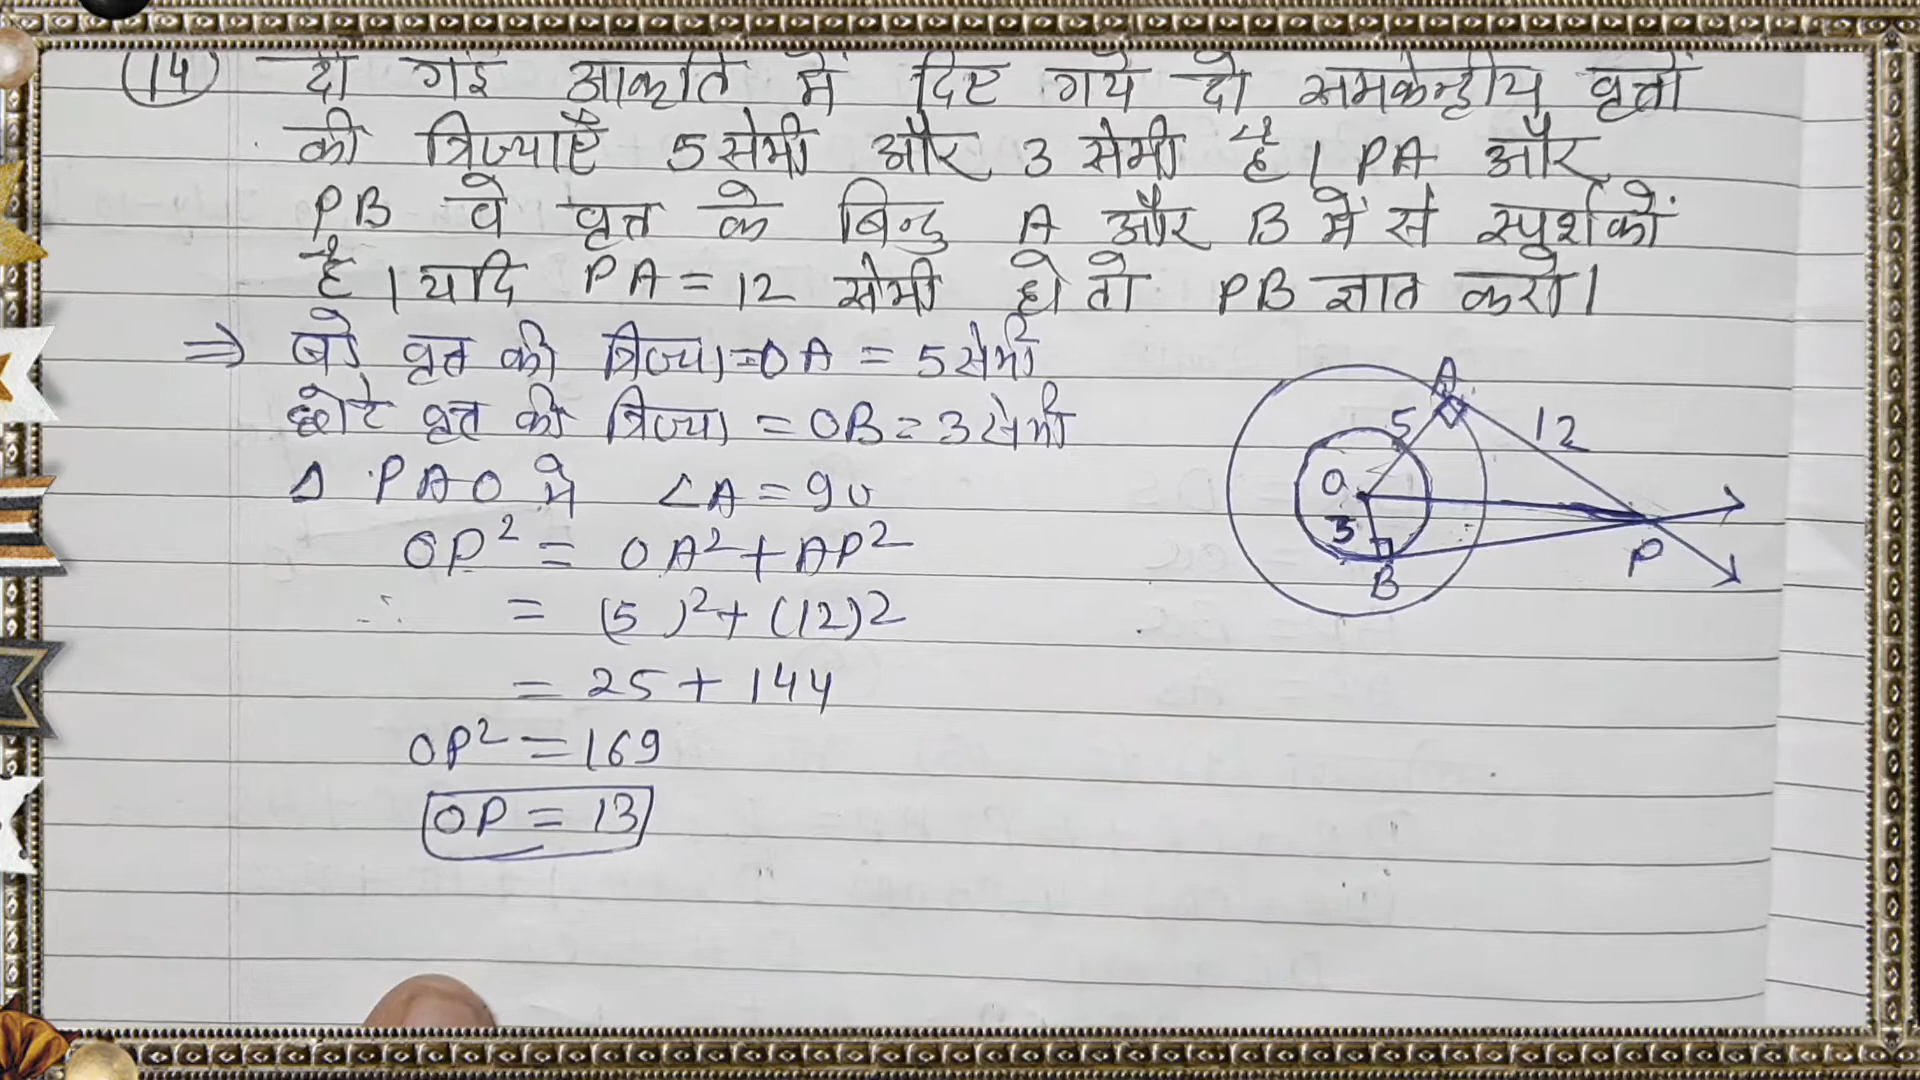 (14) दी गई आकृति में दिए गये दो समकेन्द्रीय वृत्तों
की त्रिज्याएँ 5 सेमी और 3 सेमी हैं। PA और
PB वे वृत्त के बिन्दु A और B में से स्पर्शकों
हैं। यदि PA = 12 सेमी हो तो PB ज्ञात करो।
⇒ बडे वृत्त की त्रिज्या = OA = 5 सेमी
छोटे वृत्त की त्रिज्या = OB = 3 सेमी
Δ PAO में ∠A = 90
OP² = OA² + AP²
∴ = (5)² + (12)2
= 25 + 144
OP² = 169
OP = 13
A
5 12
O
3
P
B